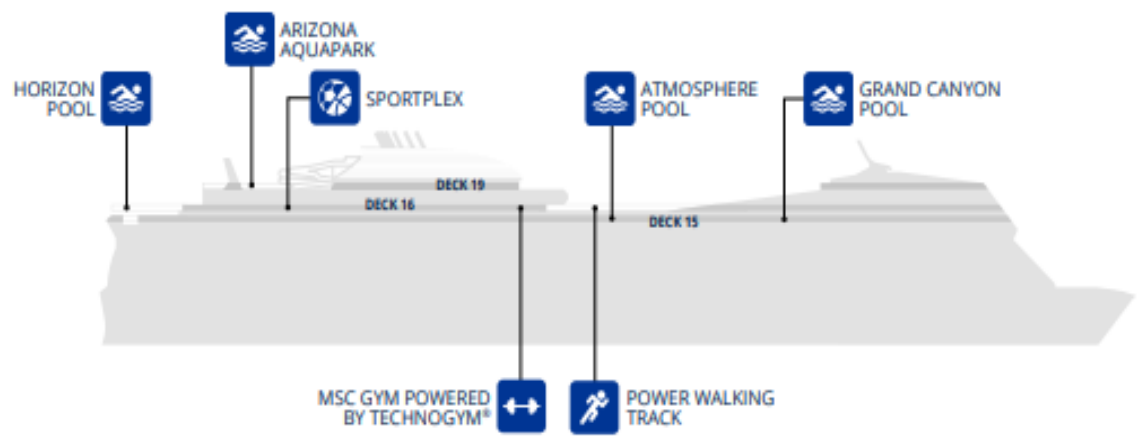 ARIZONA
AQUAPARK
HORIZON
POOL
SPORTPLEX
ATMOSPHERE
POOL
GRAND CANYON
POOL
DECK 19
DECK 16
DECK 15
MSC GYM POWERED
BY TECHNOGYM®
POWER WALKING
TRACK